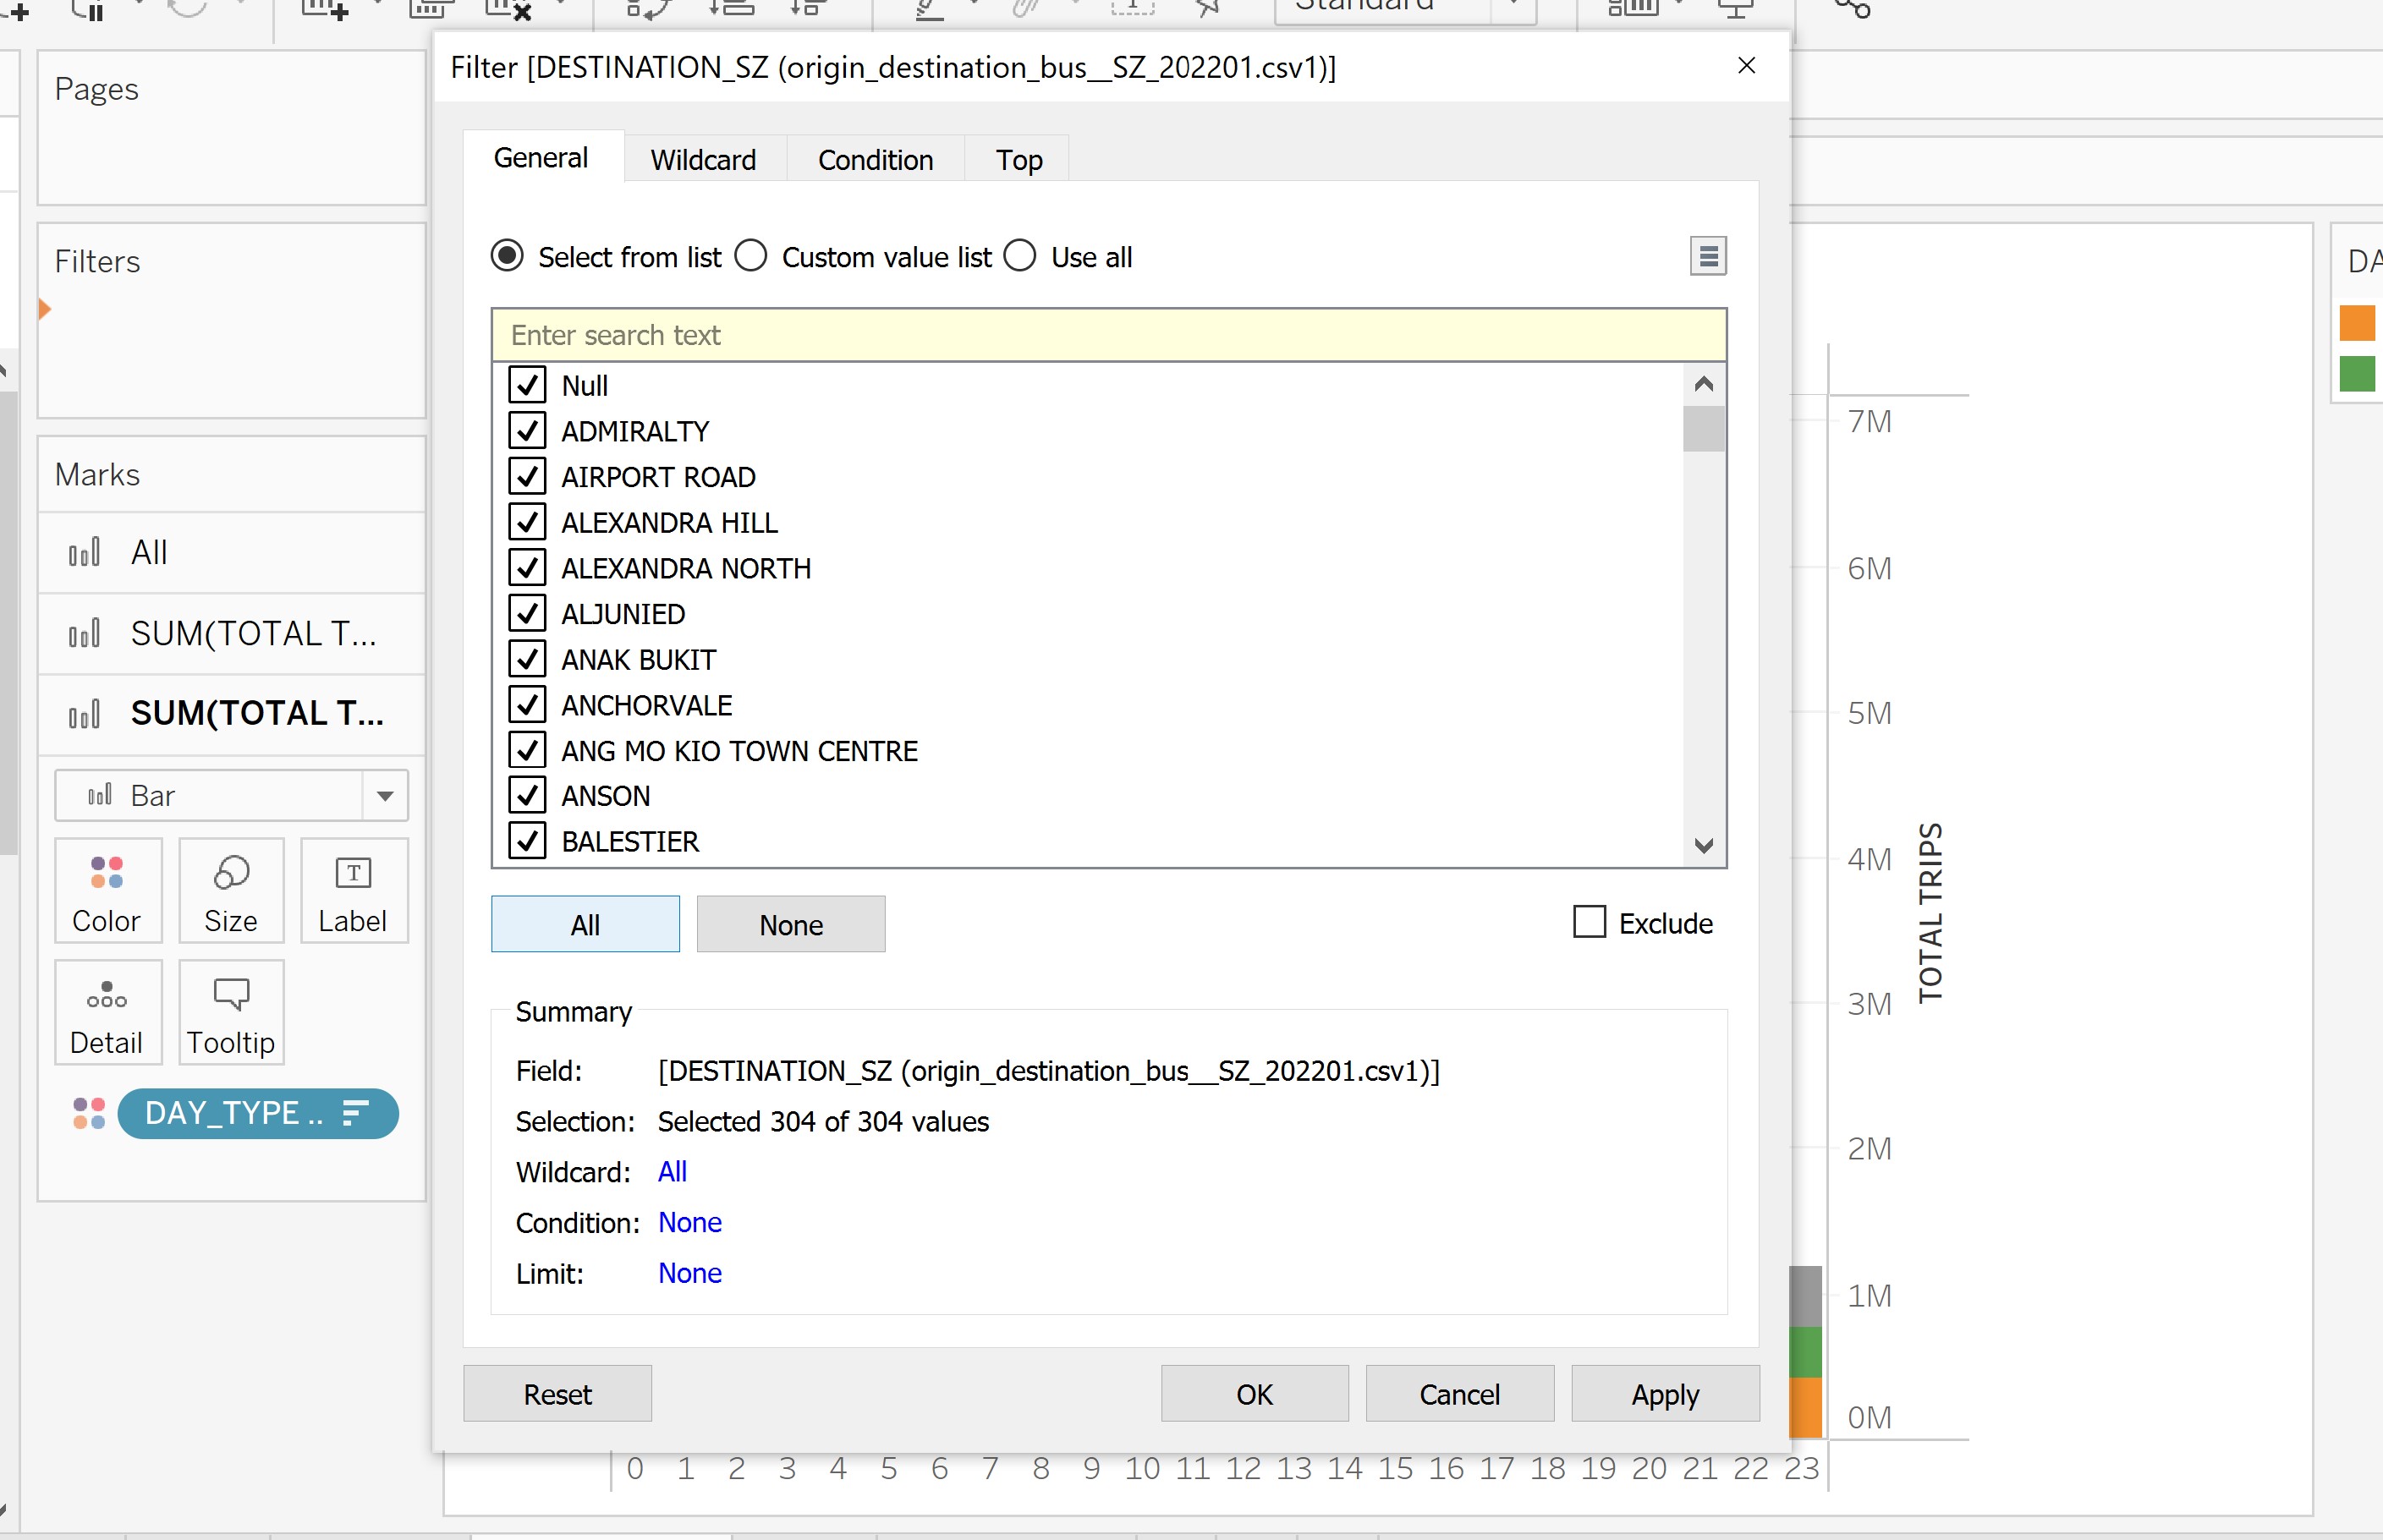 Standard
Filter [DESTINATION_SZ (origin_destination_bus__SZ_202201.csv1)]
Pages
Filters
Marks
All
SUM(TOTAL T...
SUM(TOTAL T...
Bar
Color
Size
Label
Detail
Tooltip
DAY_TYPE ..
General
Wildcard
Condition
Top
Select from list
Custom value list
Use all
Enter search text
Null
ADMIRALTY
AIRPORT ROAD
ALEXANDRA HILL
ALEXANDRA NORTH
ALJUNIED
ANAK BUKIT
ANCHORVALE
ANG MO KIO TOWN CENTRE
ANSON
BALESTIER
All
None
Exclude
Summary
Field: [DESTINATION_SZ (origin_destination_bus__SZ_202201.csv1)]
Selection: Selected 304 of 304 values
Wildcard: All
Condition: None
Limit: None
Reset
OK
Cancel
Apply
7M
6M
5M
4M
3M
2M
1M
0M
TOTAL TRIPS
0 1 2 3 4 5 6 7 8 9 10 11 12 13 14 15 16 17 18 19 20 21 22 23
DA